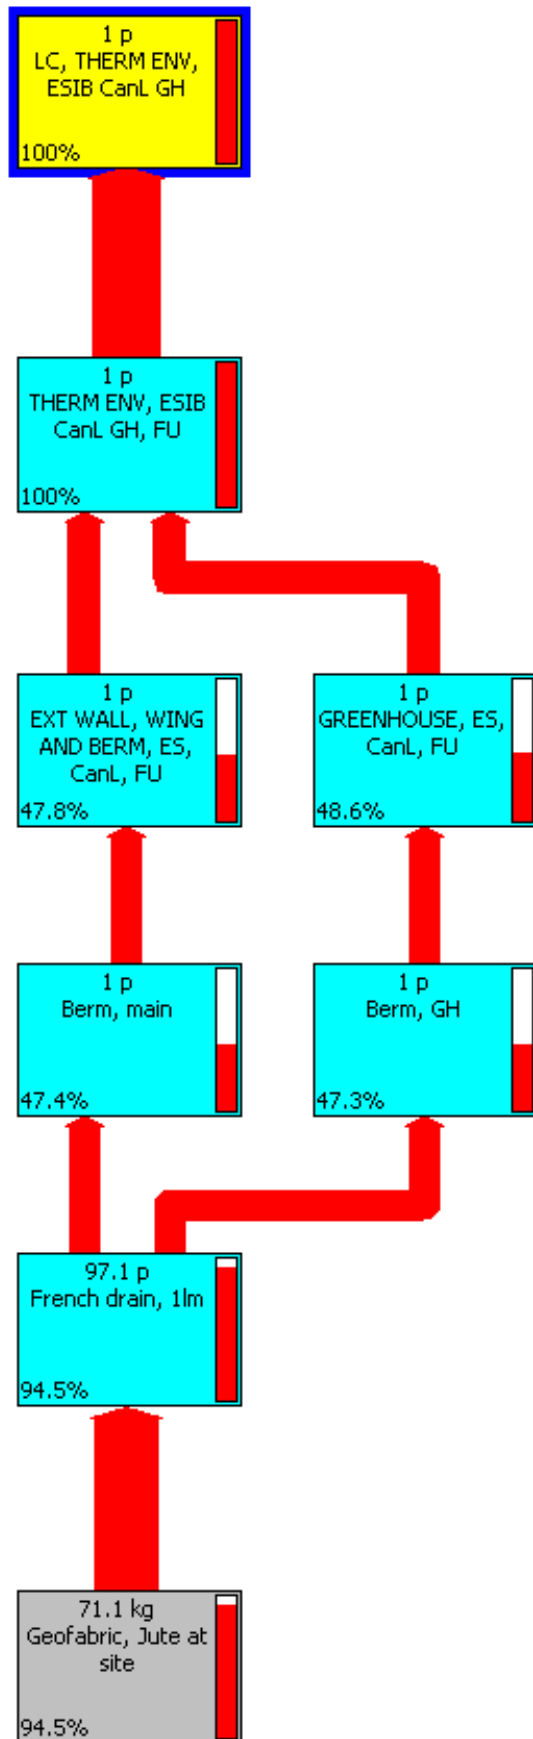 1 p
LC, THERM ENV,
ESIB CanL GH
100%
1 p
THERM ENV, ESIB
CanL GH, FU
100%
1 p
EXT WALL, WING
AND BERM, ES,
CanL, FU
47.8%
1 p
GREENHOUSE, ES,
CanL, FU
48.6%
1 p
Berm, main
47.4%
1 p
Berm, GH
47.3%
97.1 p
French drain, 1lm
94.5%
71.1 kg
Geofabric, Jute at
site
94.5%